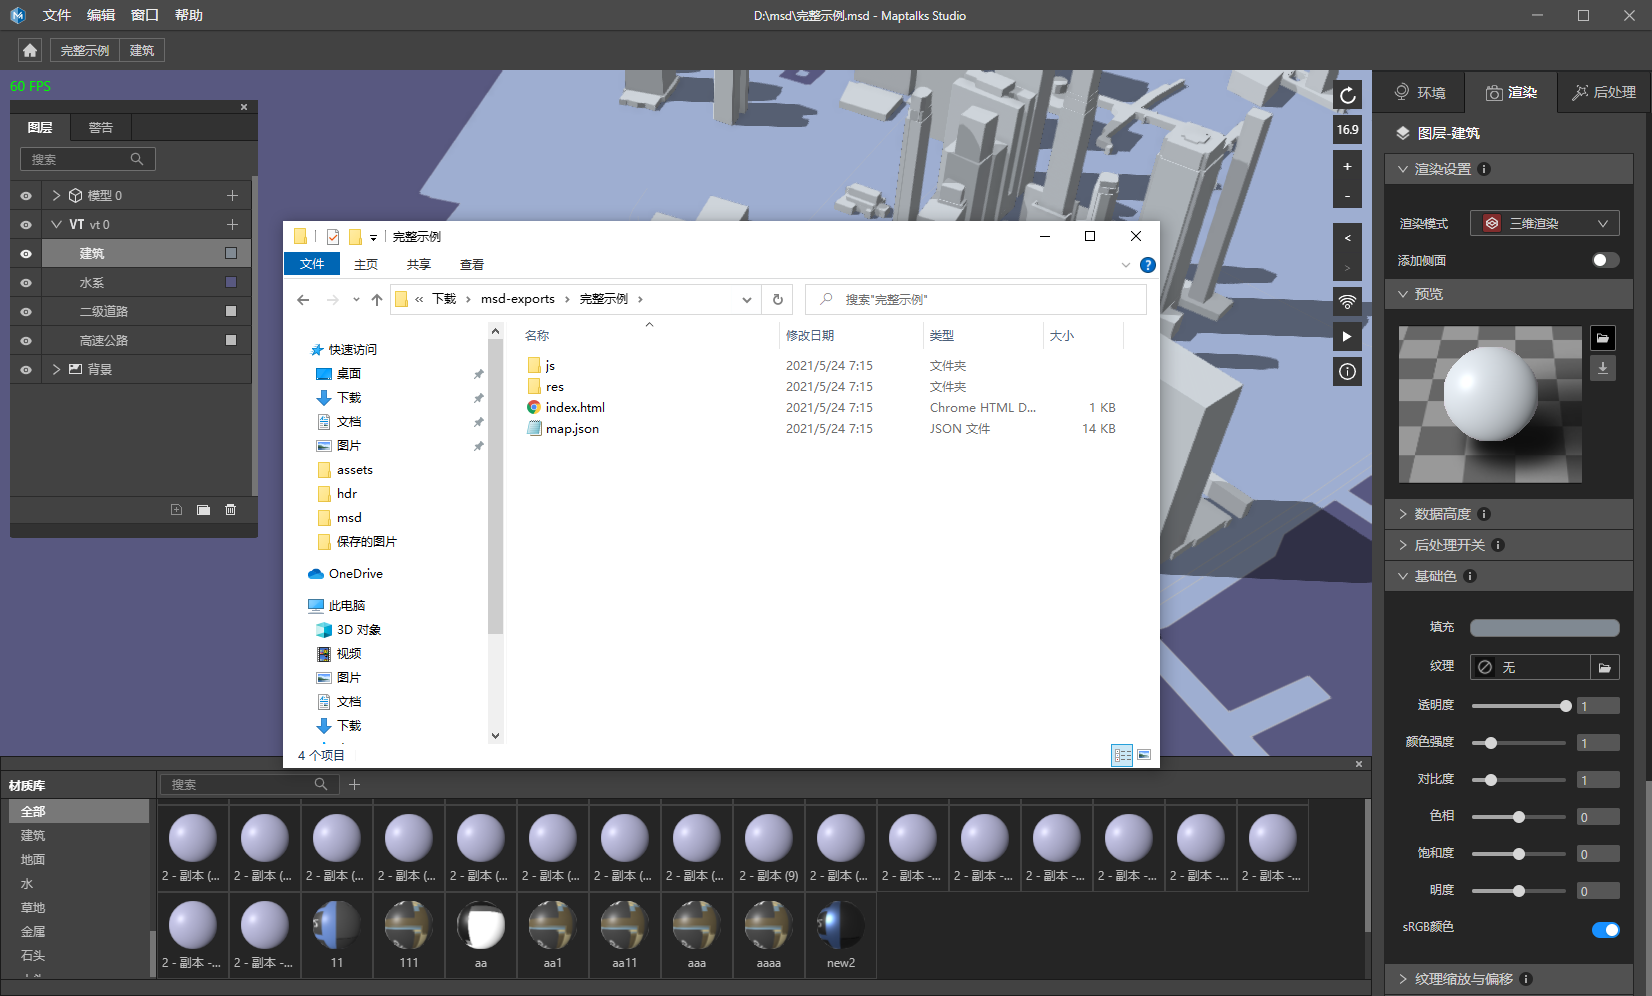 文件 编辑 窗口 帮助
D:\msd\完整示例.msd - Maptalks Studio
完整示例 建筑
60 FPS
图层 警告
搜索
模型 0
VT vt 0
建筑
水系
二级道路
高速公路
背景
16.9
+
-
<
>
完整示例
文件 主页 共享 查看
« 下载 › msd-exports › 完整示例 ›
搜索"完整示例"
快速访问
桌面
下载
文档
图片
assets
hdr
msd
保存的图片
OneDrive
此电脑
3D 对象
视频
图片
文档
下载
名称 修改日期 类型 大小
js 2021/5/24 7:15 文件夹
res 2021/5/24 7:15 文件夹
index.html 2021/5/24 7:15 Chrome HTML D... 1 KB
map.json 2021/5/24 7:15 JSON 文件 14 KB
4 个项目
环境 渲染 后处理
图层-建筑
渲染设置
渲染模式 三维渲染
添加侧面
预览
数据高度
后处理开关
基础色
填充
纹理 无
透明度 1
颜色强度 1
对比度 1
色相 0
饱和度 0
明度 0
sRGB颜色
纹理缩放与偏移
材质库
搜索
全部
建筑
地面
水
草地
金属
石头
2 - 副本 (... 2 - 副本 (... 2 - 副本 (... 2 - 副本 (... 2 - 副本 (... 2 - 副本 (... 2 - 副本 (... 2 - 副本 (... 2 - 副本 (9) 2 - 副本 (... 2 - 副本 -... 2 - 副本 -... 2 - 副本 -... 2 - 副本 -... 2 - 副本 -... 2 - 副本 -...
2 - 副本 -... 2 - 副本 -... 11 111 aa aa1 aa11 aaa aaaa new2